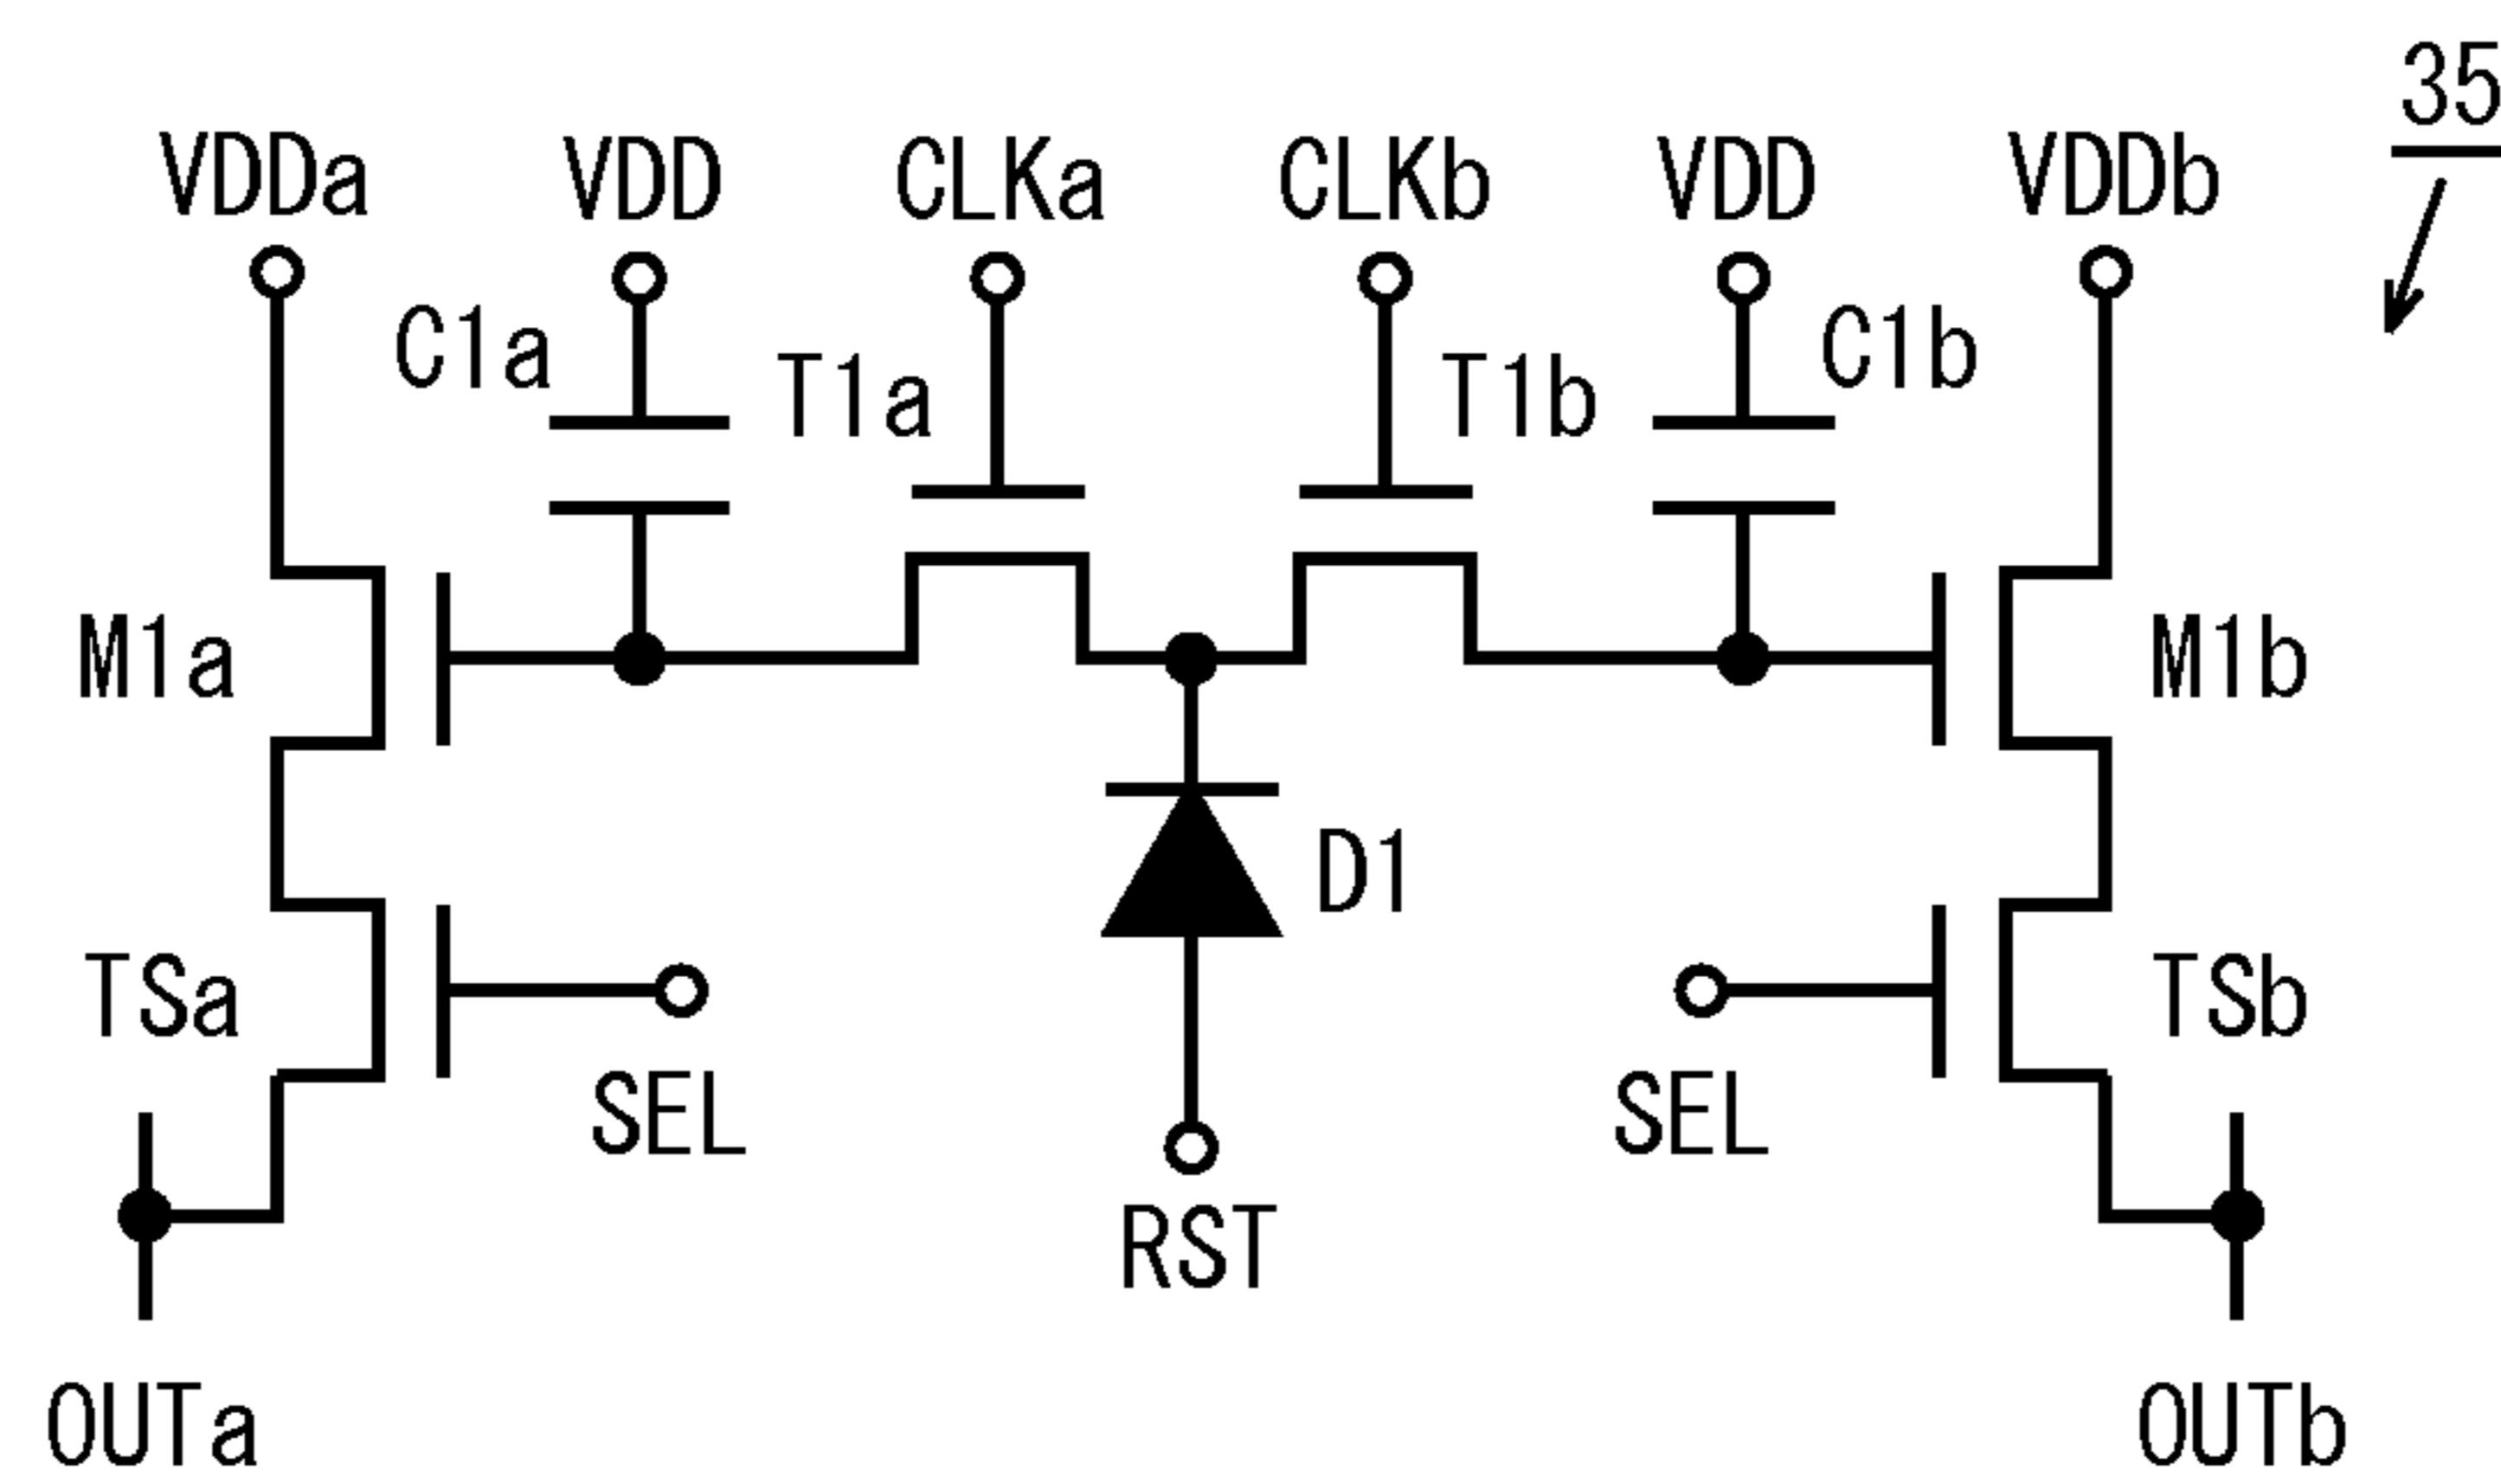 35
VDDa VDD CLKa CLKb VDD VDDb
C1a T1a T1b C1b
M1a M1b
D1
TSa TSb
SEL SEL
RST
OUTa OUTb